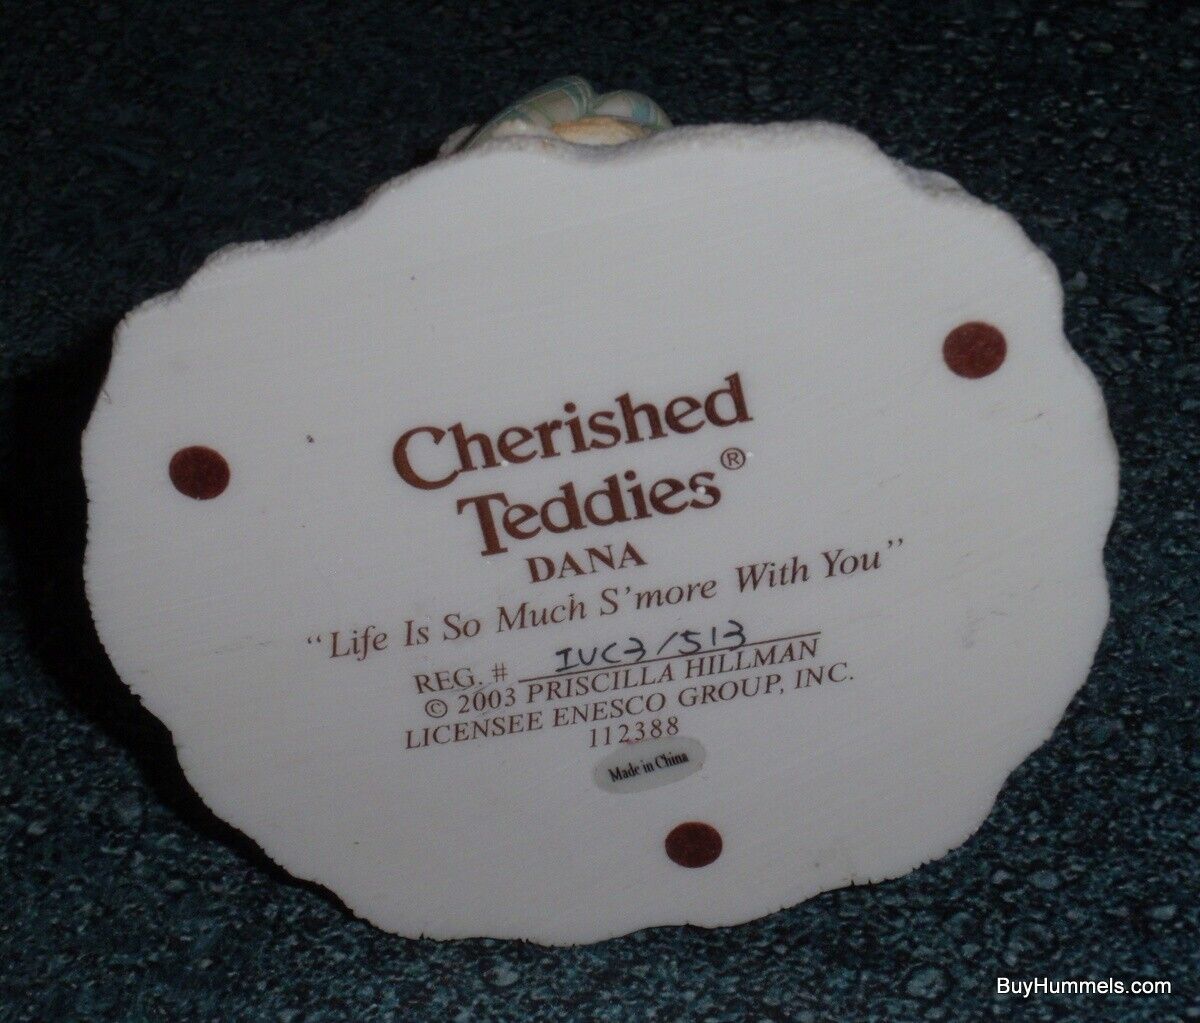 Cherished
Teddies®
DANA
“Life Is So Much S’more With You”
REG. # IUC3/513
© 2003 PRISCILLA HILLMAN
LICENSEE ENESCO GROUP, INC.
112388
Made in China
BuyHummels.com